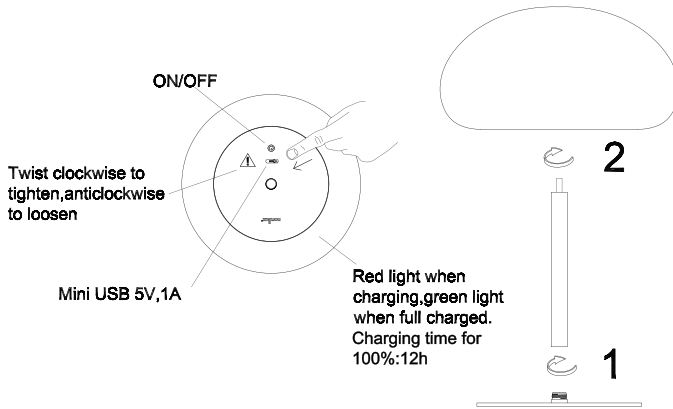 ON/OFF
Twist clockwise to
tighten,anticlockwise
to loosen
Mini USB 5V,1A
Red light when
charging,green light
when full charged.
Charging time for
100%:12h
2
1